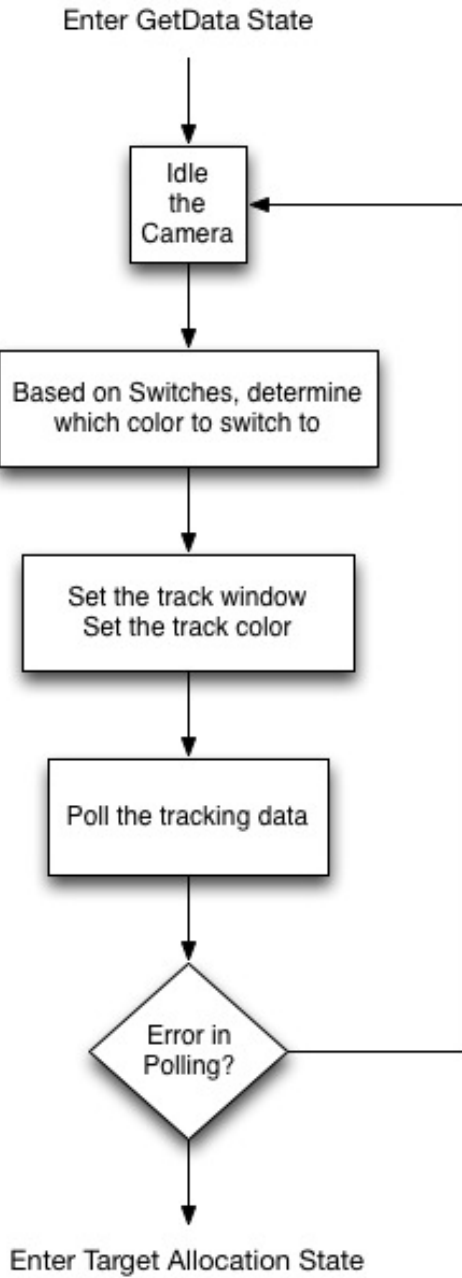 Enter GetData State
Idle
the
Camera
Based on Switches, determine
which color to switch to
Set the track window
Set the track color
Poll the tracking data
Error in
Polling?
Enter Target Allocation State